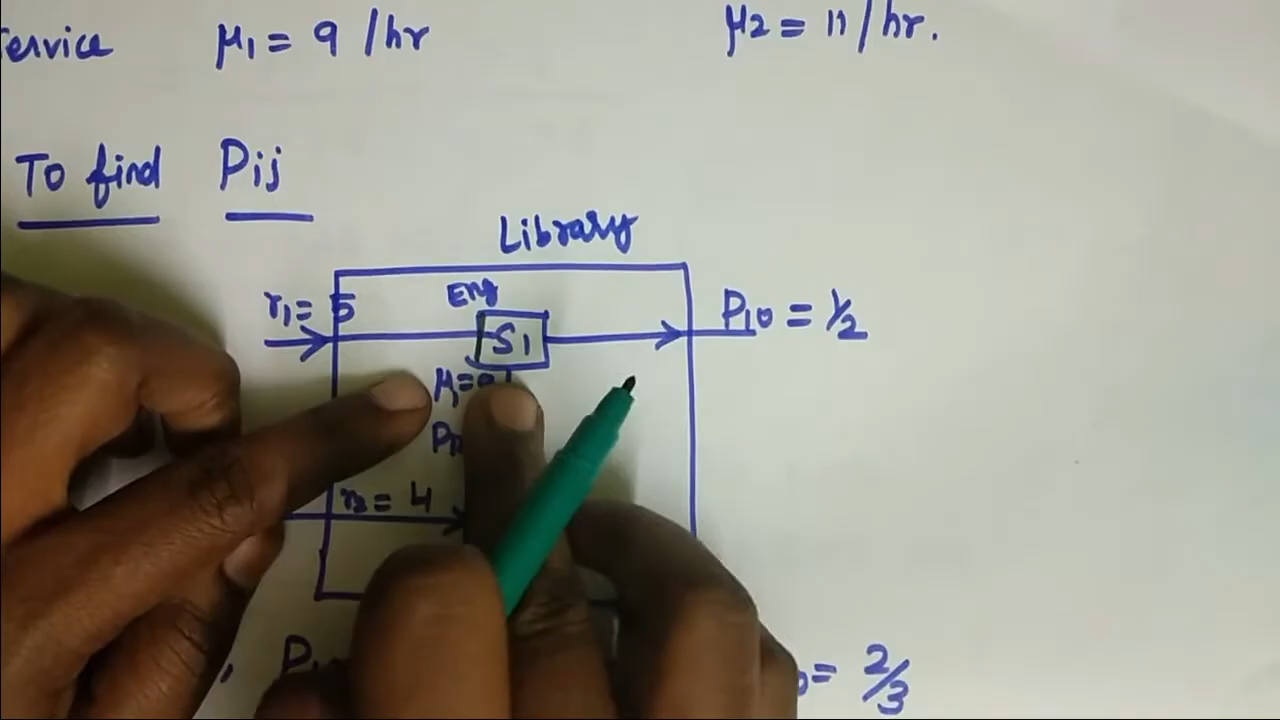 μ1 = 9 /hr μ2 = 11 / hr.
To find Pij
Library
r1 = 5 Eng P10 = 1/2
S1
r2 = 4
= 2/3